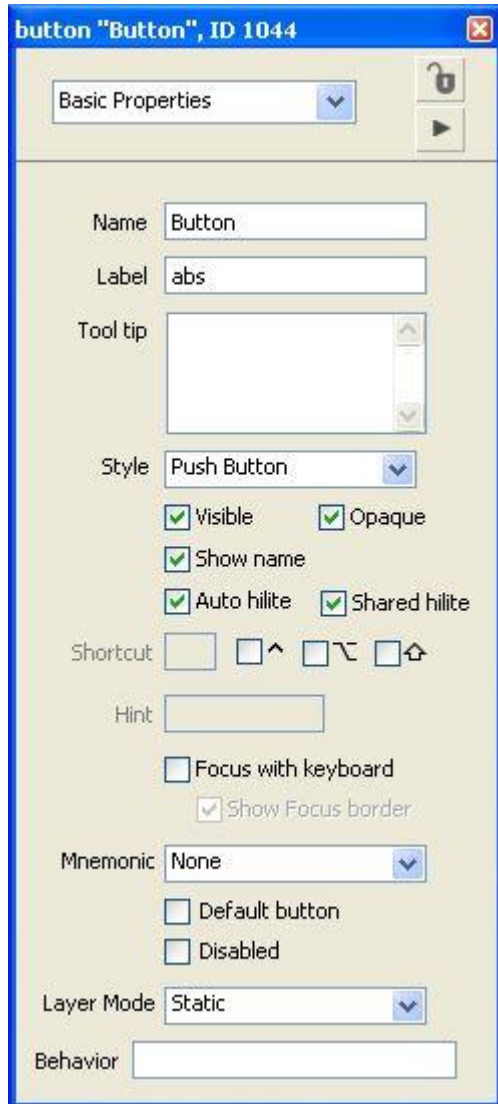 button "Button", ID 1044
Basic Properties
Name Button
Label abs
Tool tip
Style Push Button
Visible Opaque
Show name
Auto hilite Shared hilite
Shortcut ^ ⌥ ⇧
Hint
Focus with keyboard
Show Focus border
Mnemonic None
Default button
Disabled
Layer Mode Static
Behavior